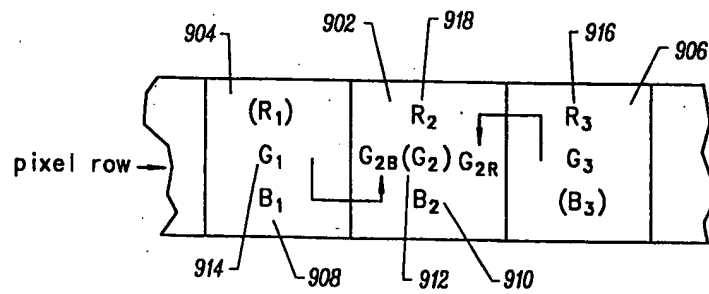 904 902 918 916 906
(R₁) R₂ R₃
pixel row G₁ G₂B(G₂) G₂R G₃
B₁ B₂ (B₃)
914 908 912 910